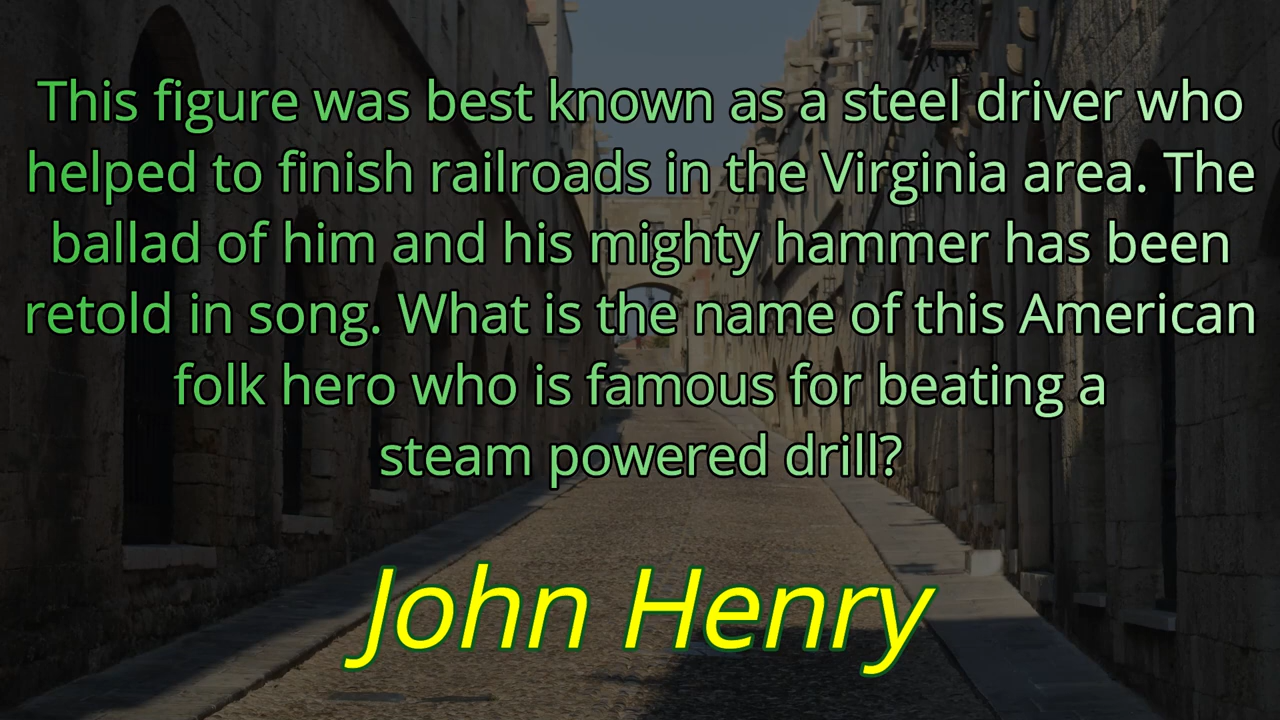 This figure was best known as a steel driver who
helped to finish railroads in the Virginia area. The
ballad of him and his mighty hammer has been
retold in song. What is the name of this American
folk hero who is famous for beating a
steam powered drill?
John Henry